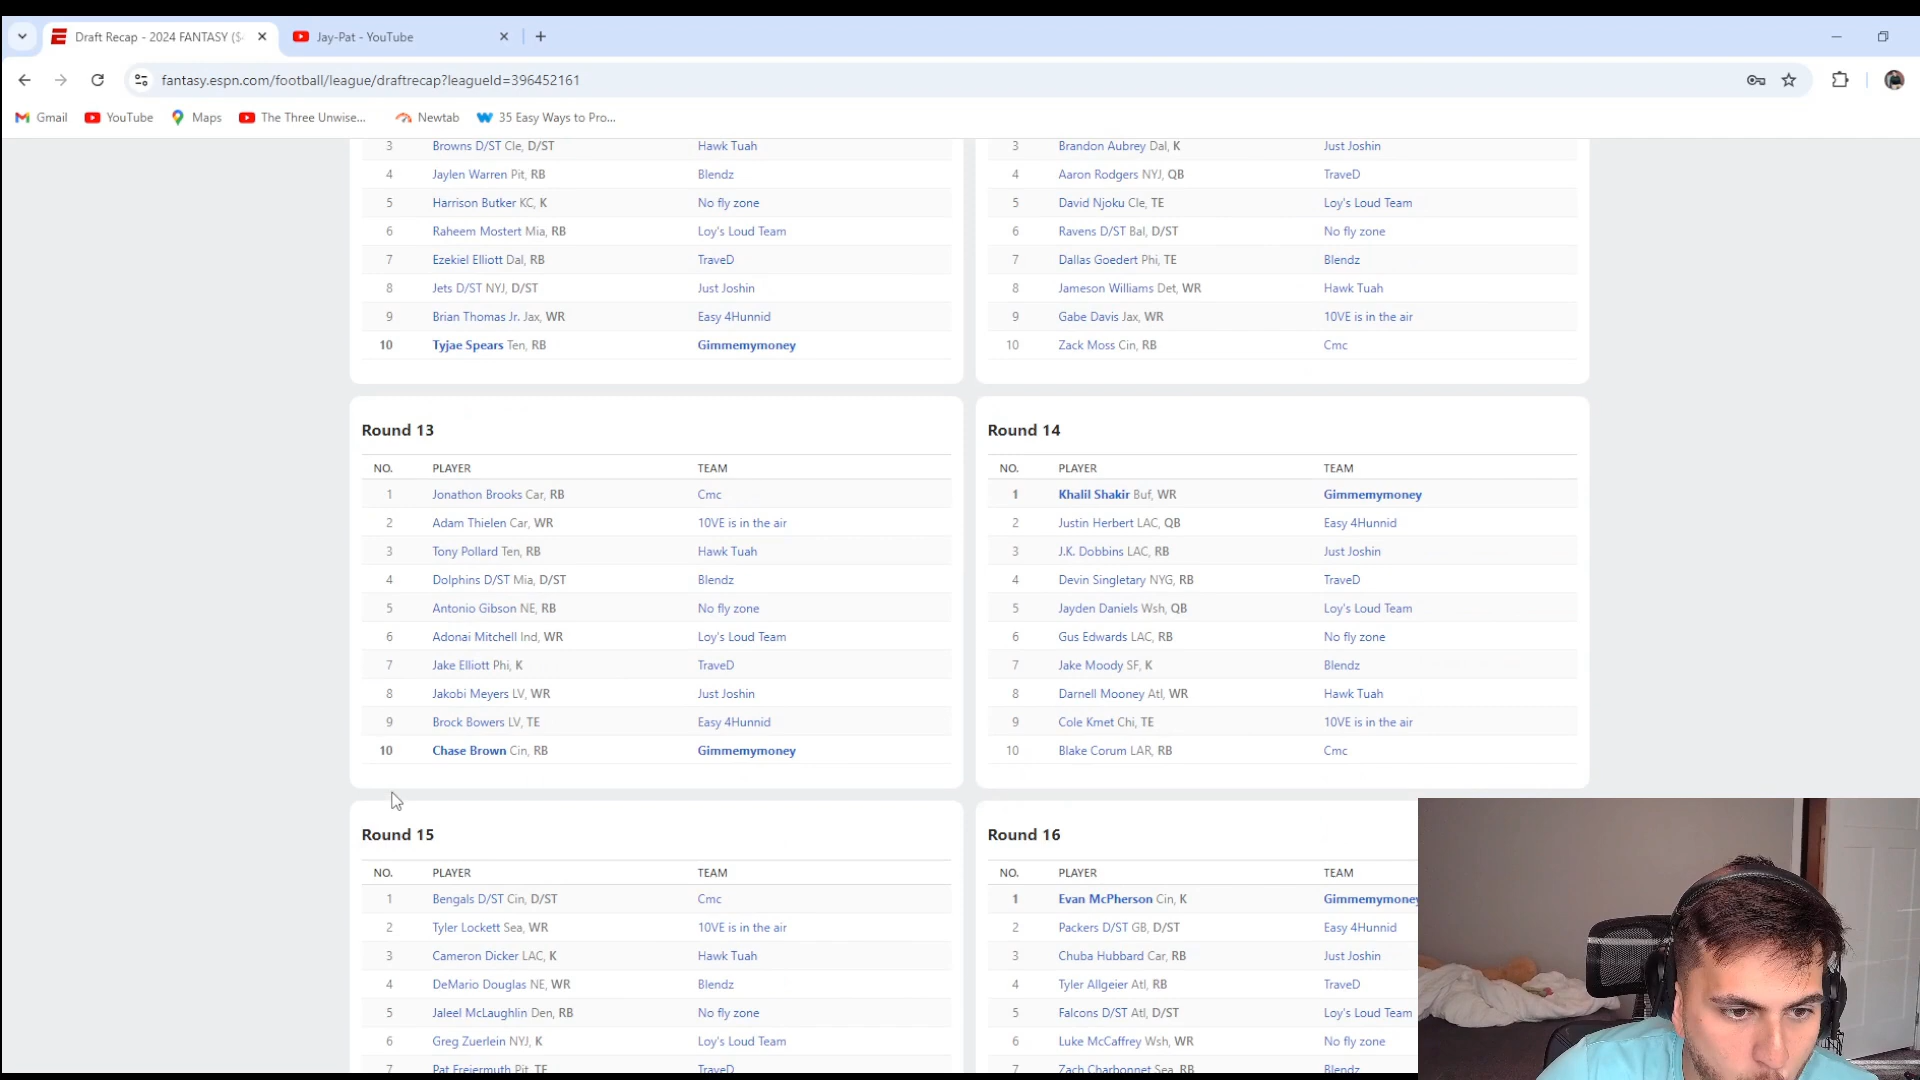 Draft Recap - 2024 FANTASY ($
Jay-Pat - YouTube
fantasy.espn.com/football/league/draftrecap?leagueId=396452161
Gmail YouTube Maps The Three Unwise... Newtab 35 Easy Ways to Pro...
3 Browns D/ST Cle, D/ST Hawk Tuah
4 Jaylen Warren Pit, RB Blendz
5 Harrison Butker KC, K No fly zone
6 Raheem Mostert Mia, RB Loy's Loud Team
7 Ezekiel Elliott Dal, RB TraveD
8 Jets D/ST NYJ, D/ST Just Joshin
9 Brian Thomas Jr. Jax, WR Easy 4Hunnid
10 Tyjae Spears Ten, RB Gimmemymoney
3 Brandon Aubrey Dal, K Just Joshin
4 Aaron Rodgers NYJ, QB TraveD
5 David Njoku Cle, TE Loy's Loud Team
6 Ravens D/ST Bal, D/ST No fly zone
7 Dallas Goedert Phi, TE Blendz
8 Jameson Williams Det, WR Hawk Tuah
9 Gabe Davis Jax, WR 10VE is in the air
10 Zack Moss Cin, RB Cmc
Round 13
NO. PLAYER TEAM
1 Jonathon Brooks Car, RB Cmc
2 Adam Thielen Car, WR 10VE is in the air
3 Tony Pollard Ten, RB Hawk Tuah
4 Dolphins D/ST Mia, D/ST Blendz
5 Antonio Gibson NE, RB No fly zone
6 Adonai Mitchell Ind, WR Loy's Loud Team
7 Jake Elliott Phi, K TraveD
8 Jakobi Meyers LV, WR Just Joshin
9 Brock Bowers LV, TE Easy 4Hunnid
10 Chase Brown Cin, RB Gimmemymoney
Round 14
NO. PLAYER TEAM
1 Khalil Shakir Buf, WR Gimmemymoney
2 Justin Herbert LAC, QB Easy 4Hunnid
3 J.K. Dobbins LAC, RB Just Joshin
4 Devin Singletary NYG, RB TraveD
5 Jayden Daniels Wsh, QB Loy's Loud Team
6 Gus Edwards LAC, RB No fly zone
7 Jake Moody SF, K Blendz
8 Darnell Mooney Atl, WR Hawk Tuah
9 Cole Kmet Chi, TE 10VE is in the air
10 Blake Corum LAR, RB Cmc
Round 15
NO. PLAYER TEAM
1 Bengals D/ST Cin, D/ST Cmc
2 Tyler Lockett Sea, WR 10VE is in the air
3 Cameron Dicker LAC, K Hawk Tuah
4 DeMario Douglas NE, WR Blendz
5 Jaleel McLaughlin Den, RB No fly zone
6 Greg Zuerlein NYJ, K Loy's Loud Team
7 Pat Freiermuth Pit, TE TraveD
Round 16
NO. PLAYER TEAM
1 Evan McPherson Cin, K Gimmemymoney
2 Packers D/ST GB, D/ST Easy 4Hunnid
3 Chuba Hubbard Car, RB Just Joshin
4 Tyler Allgeier Atl, RB TraveD
5 Falcons D/ST Atl, D/ST Loy's Loud Team
6 Luke McCaffrey Wsh, WR No fly zone
7 Zach Charbonnet Sea, RB Blendz